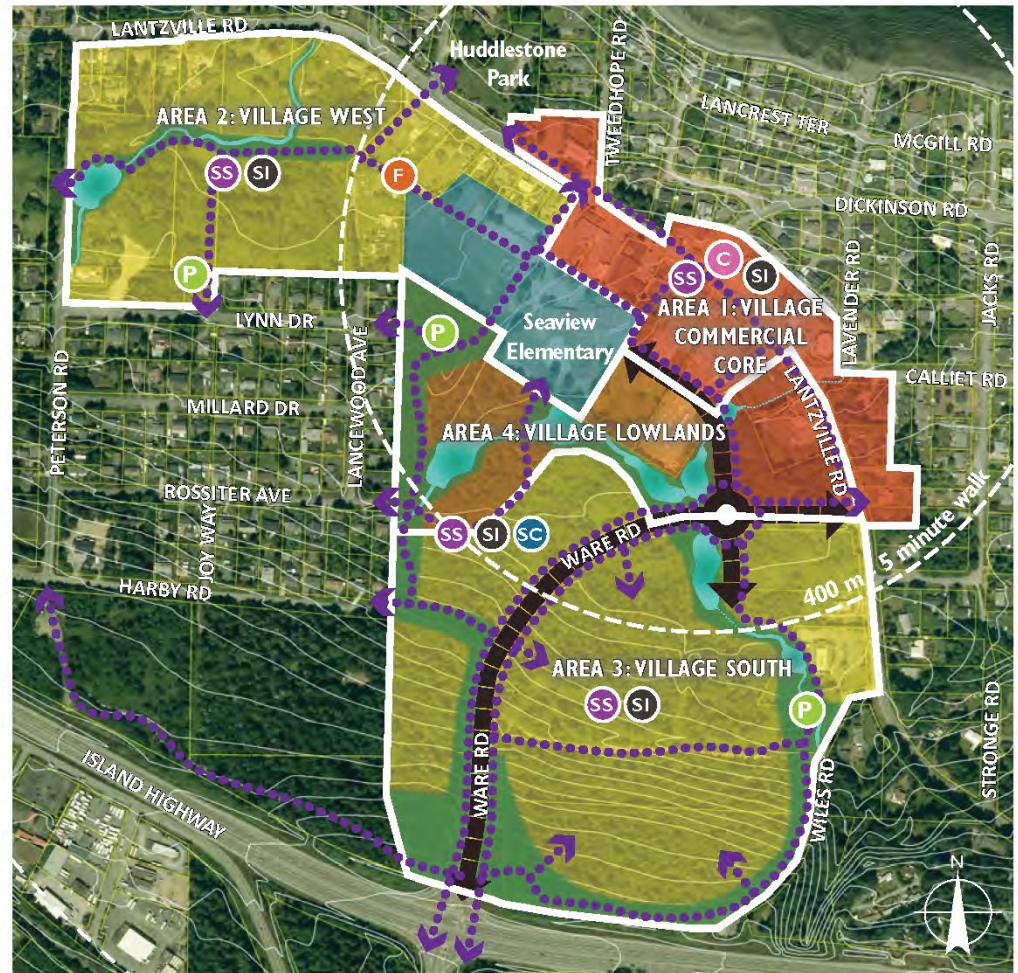 LANTZVILLE RD
Huddlestone
Park
TWEEDHOPE RD
LANCREST TER
MCGILL RD
AREA 2: VILLAGE WEST
SS
SI
F
DICKINSON RD
C
SS
SI
P
AREA 1: VILLAGE
COMMERCIAL
CORE
LAVENDER RD
JACKS RD
LYNN DR
P
Seaview
Elementary
PETERSON RD
LANCEWOOD AVE
LANTZVILLE RD
CALLIET RD
MILLARD DR
AREA 4: VILLAGE LOWLANDS
ROSSITER AVE
JOY WAY
SS
SI
SC
WARE RD
400 m / 5 minute walk
HARBY RD
AREA 3: VILLAGE SOUTH
SS
SI
P
STRONGE RD
WARE RD
ISLAND HIGHWAY
WILES RD
N